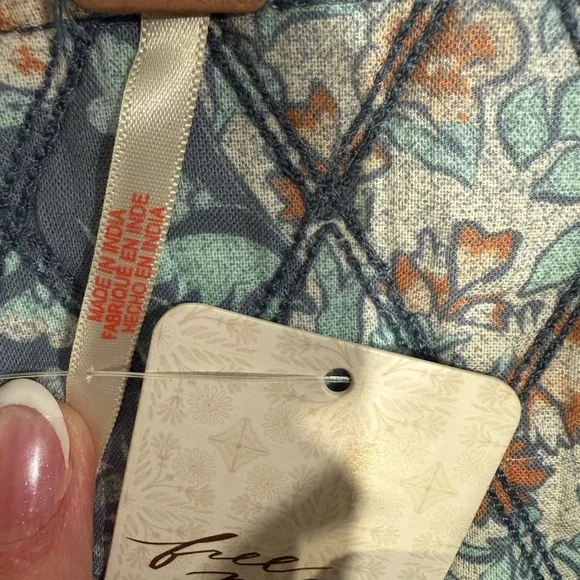 MADE IN INDIA
FABRIQUÉ EN INDE
HECHO EN INDIA
free